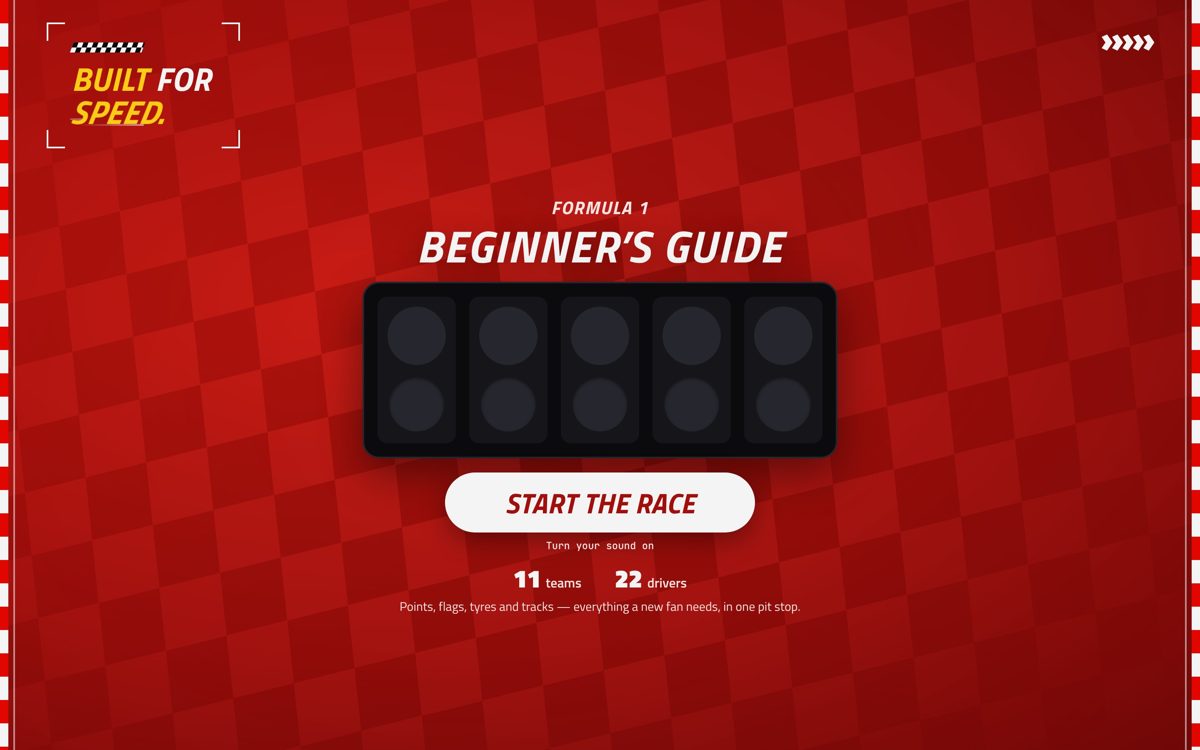 BUILT FOR
SPEED.
FORMULA 1
BEGINNER'S GUIDE
START THE RACE
Turn your sound on
11 teams 22 drivers
Points, flags, tyres and tracks — everything a new fan needs, in one pit stop.